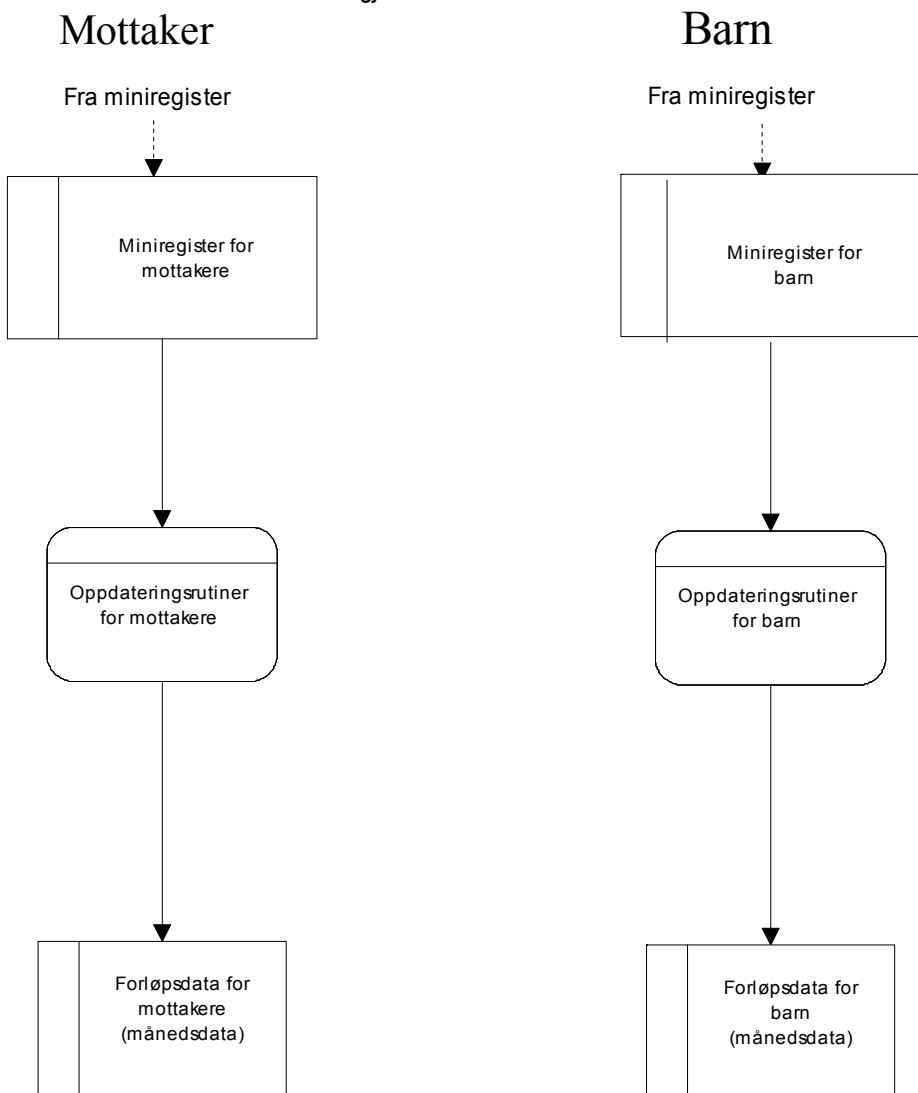 Mottaker
Fra miniregister
Miniregister for
mottakere
Oppdateringsrutiner
for mottakere
Forløpsdata for
mottakere
(månedsdata)
Barn
Fra miniregister
Miniregister for
barn
Oppdateringsrutiner
for barn
Forløpsdata for
barn
(månedsdata)